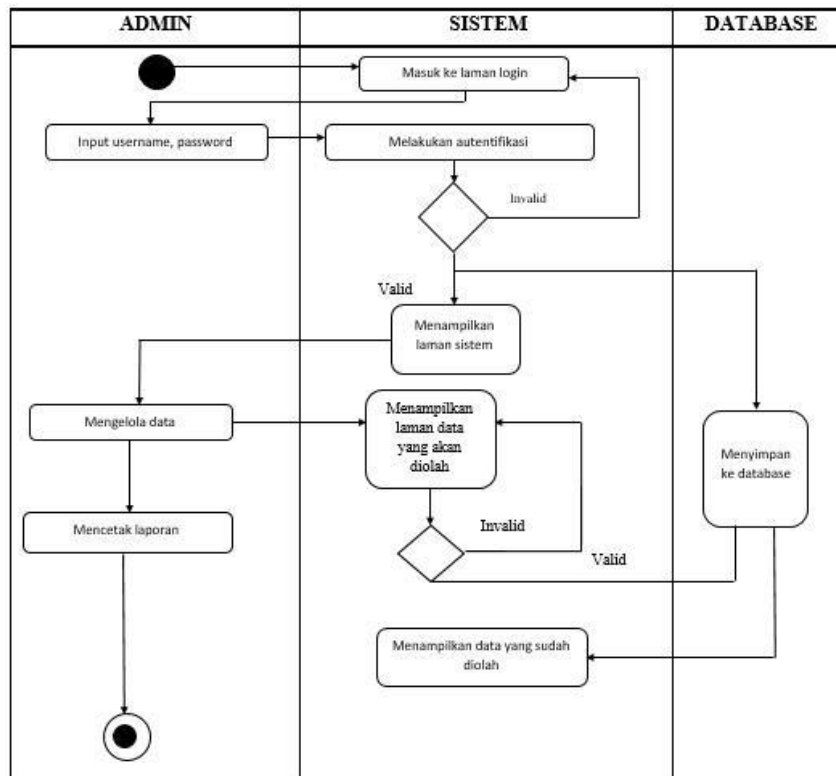 ADMIN
SISTEM
DATABASE
Masuk ke laman login
Input username, password
Melakukan autentifikasi
Invalid
Valid
Menampilkan
laman sistem
Mengelola data
Menampilkan
laman data
yang akan
diolah
Menyimpan
ke database
Mencetak laporan
Invalid
Valid
Menampilkan data yang sudah
diolah